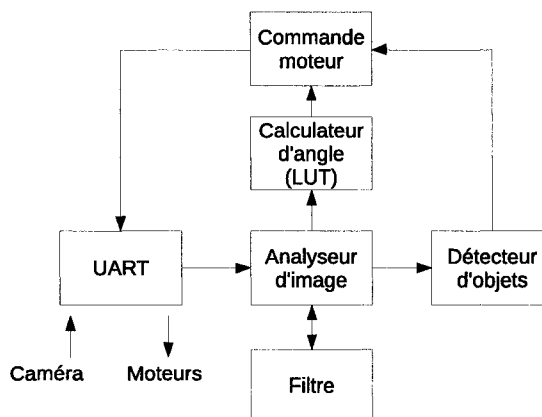 Commande
moteur
Calculateur
d'angle
(LUT)
UART
Analyseur
d'image
Détecteur
d'objets
Caméra
Moteurs
Filtre